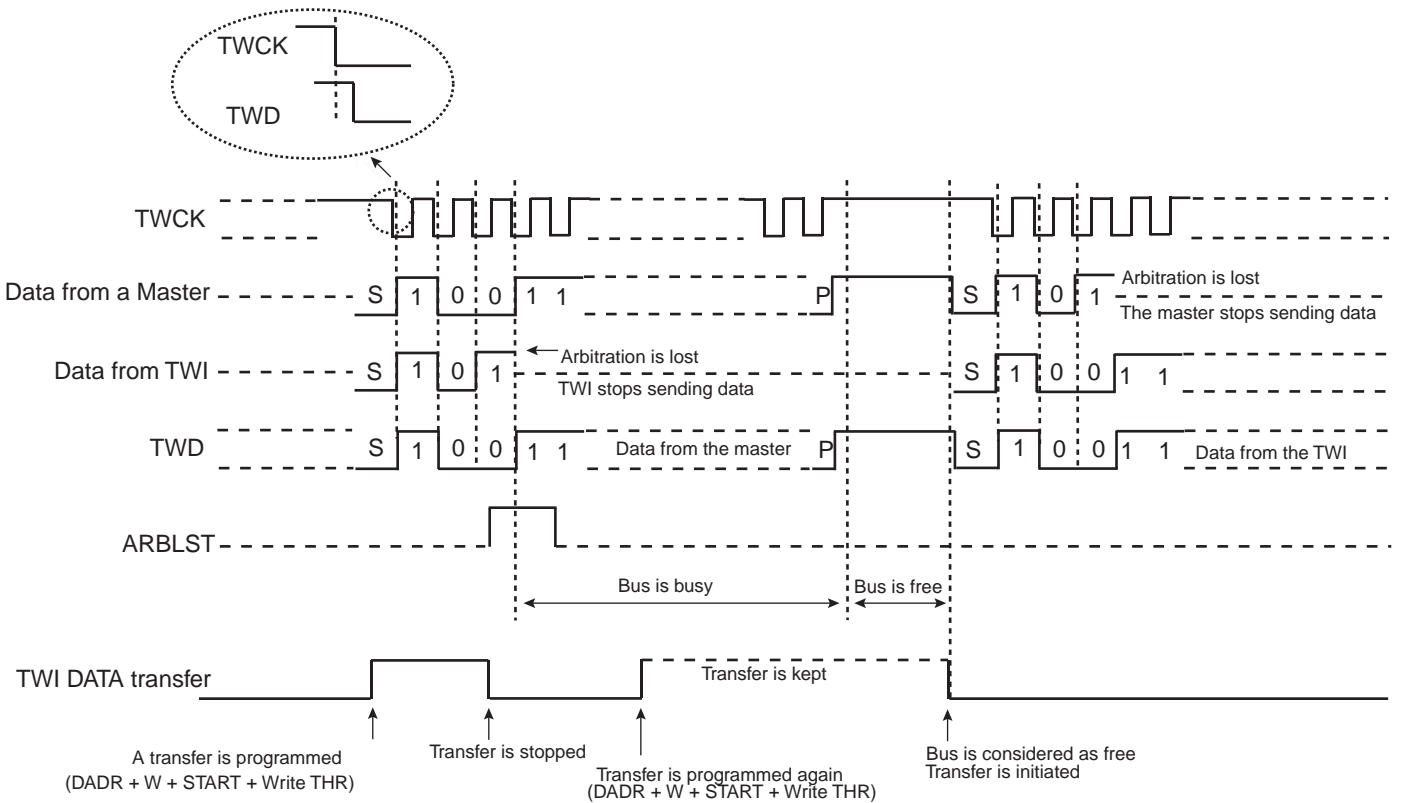 TWCK
TWD
TWCK
Data from a Master S 1 0 0 1 1 P S 1 0 1 Arbitration is lost
The master stops sending data
Data from TWI S 1 0 1 Arbitration is lost S 1 0 0 1 1
TWI stops sending data
TWD S 1 0 0 1 1 Data from the master P S 1 0 0 1 1 Data from the TWI
ARBLST
Bus is busy Bus is free
TWI DATA transfer Transfer is kept
A transfer is programmed
(DADR + W + START + Write THR)
Transfer is stopped
Transfer is programmed again
(DADR + W + START + Write THR)
Bus is considered as free
Transfer is initiated